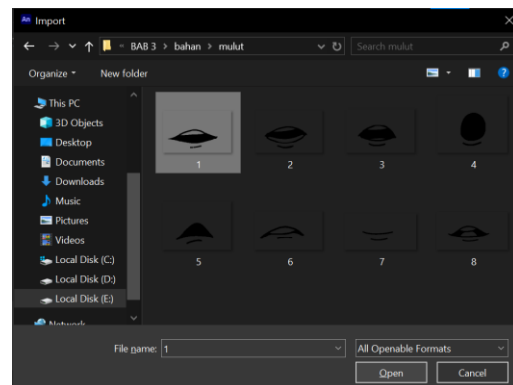 An Import
« BAB 3 > bahan > mulut
Search mulut
Organize
New folder
This PC
3D Objects
Desktop
Documents
Downloads
Music
Pictures
Videos
Local Disk (C:)
Local Disk (D:)
Local Disk (E:)
Network
1
2
3
4
5
6
7
8
File name: 1
All Openable Formats
Open
Cancel